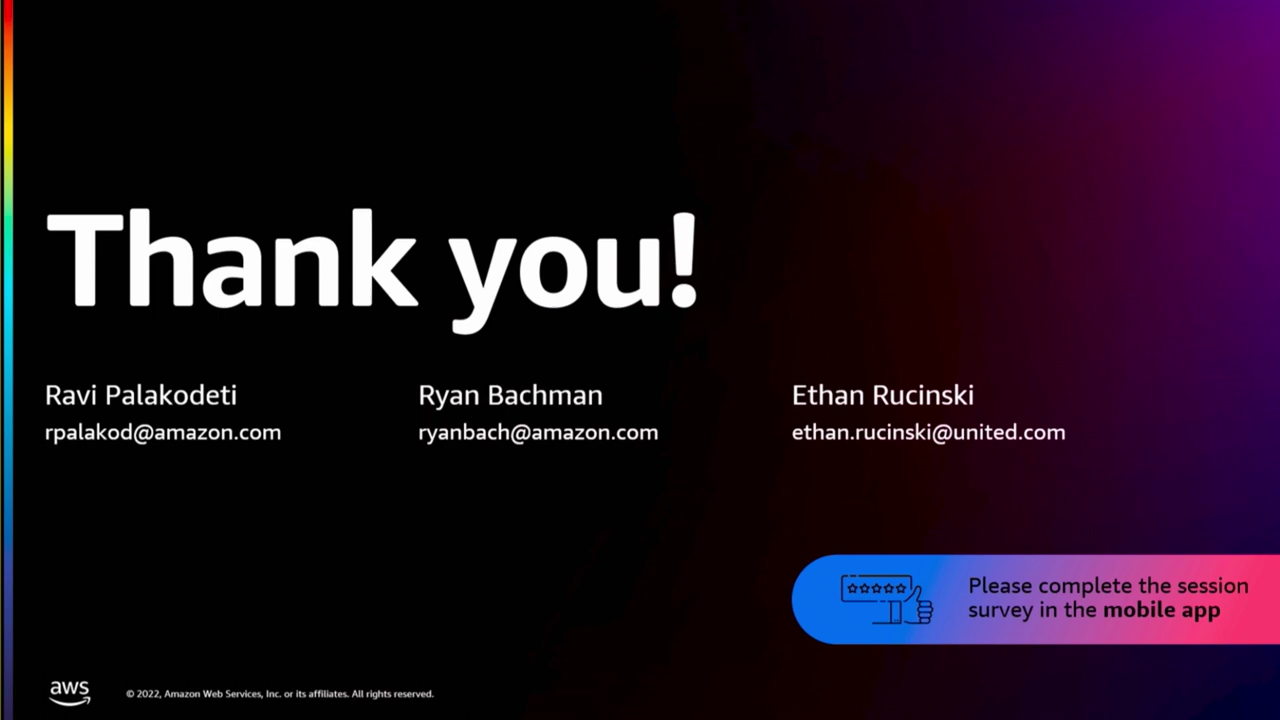 Thank you!
Ravi Palakodeti
rpalakod@amazon.com
Ryan Bachman
ryanbach@amazon.com
Ethan Rucinski
ethan.rucinski@united.com
Please complete the session
survey in the mobile app
aws
© 2022, Amazon Web Services, Inc. or its affiliates. All rights reserved.